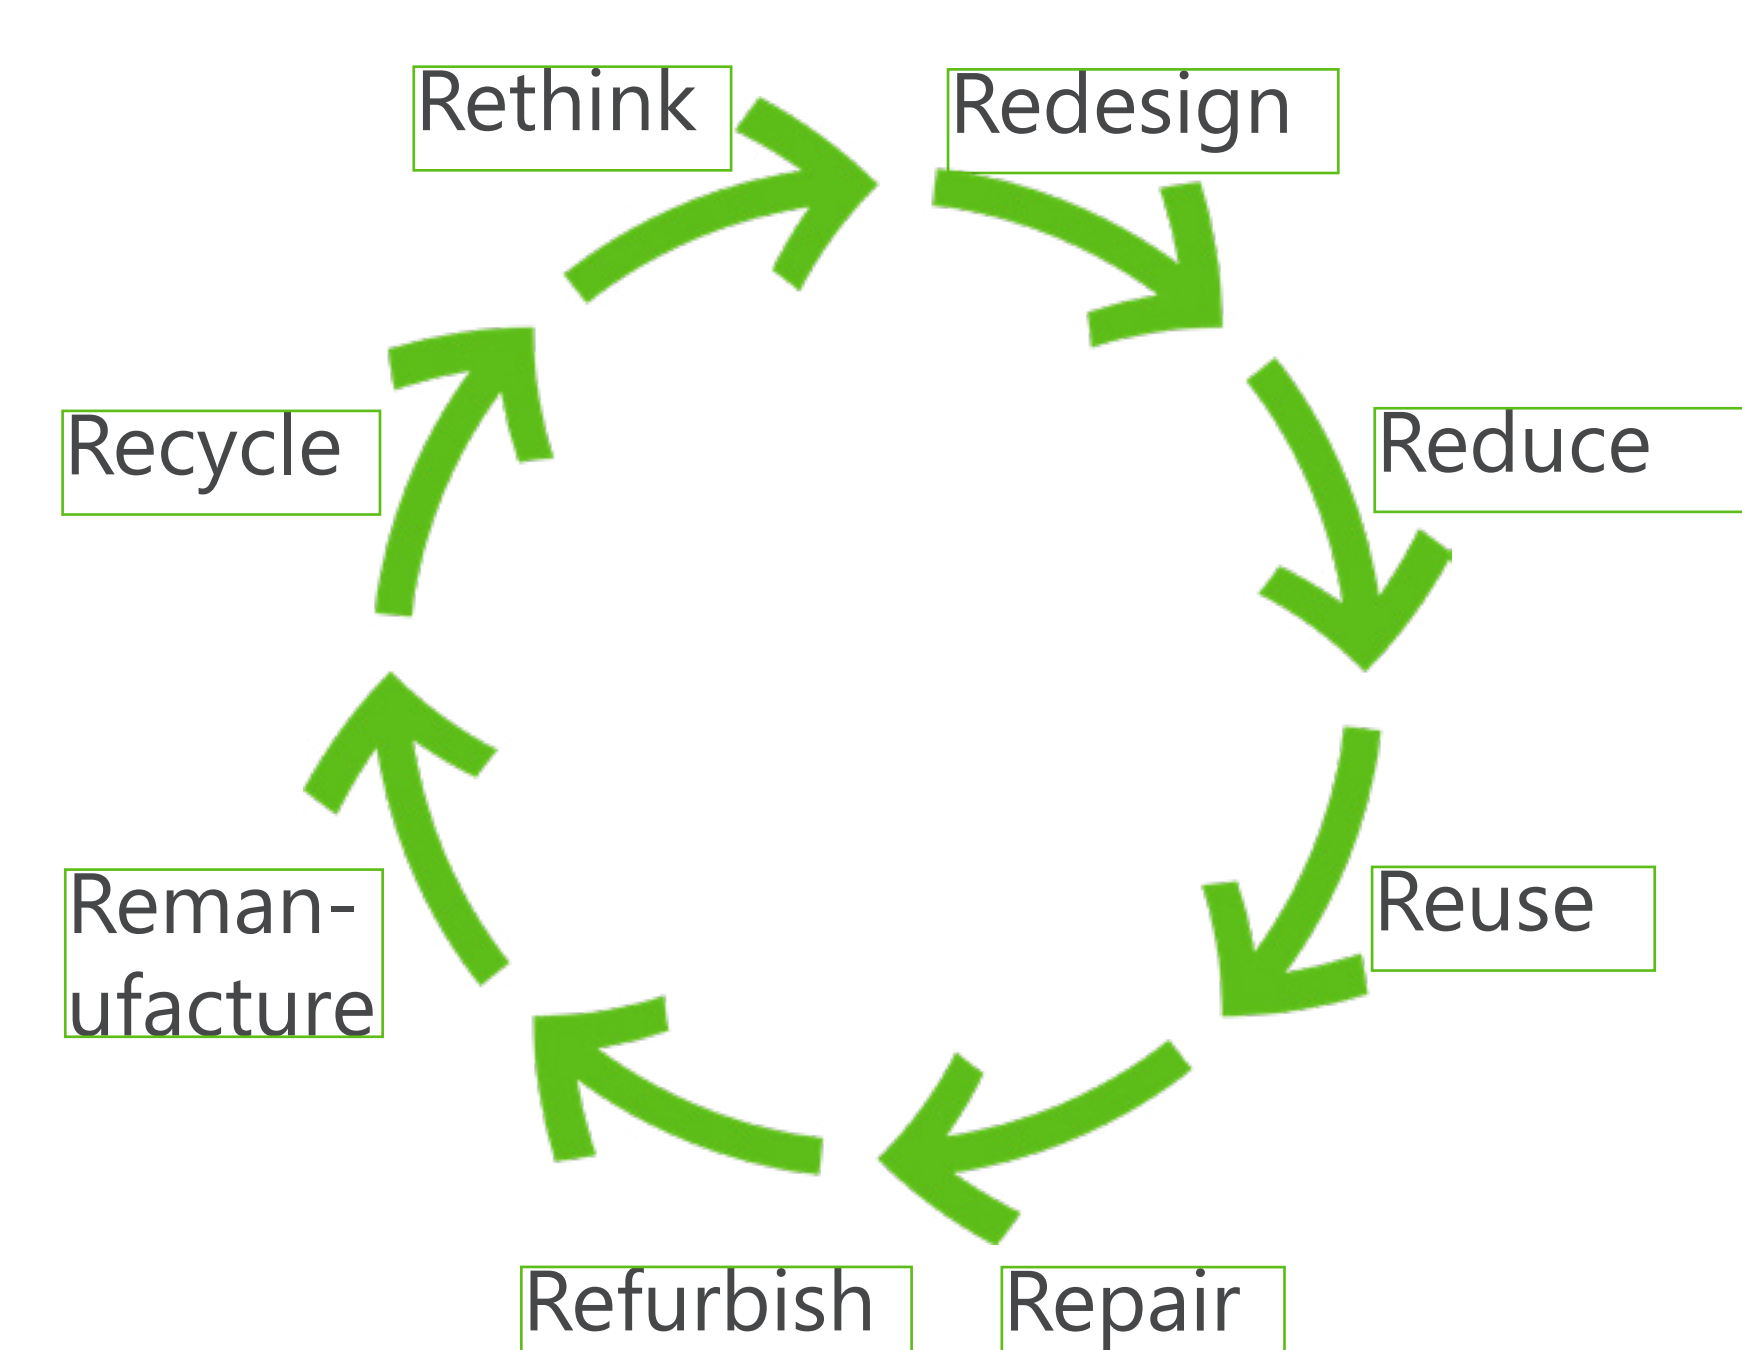 Rethink
Redesign
Reduce
Reuse
Repair
Refurbish
Reman-
ufacture
Recycle